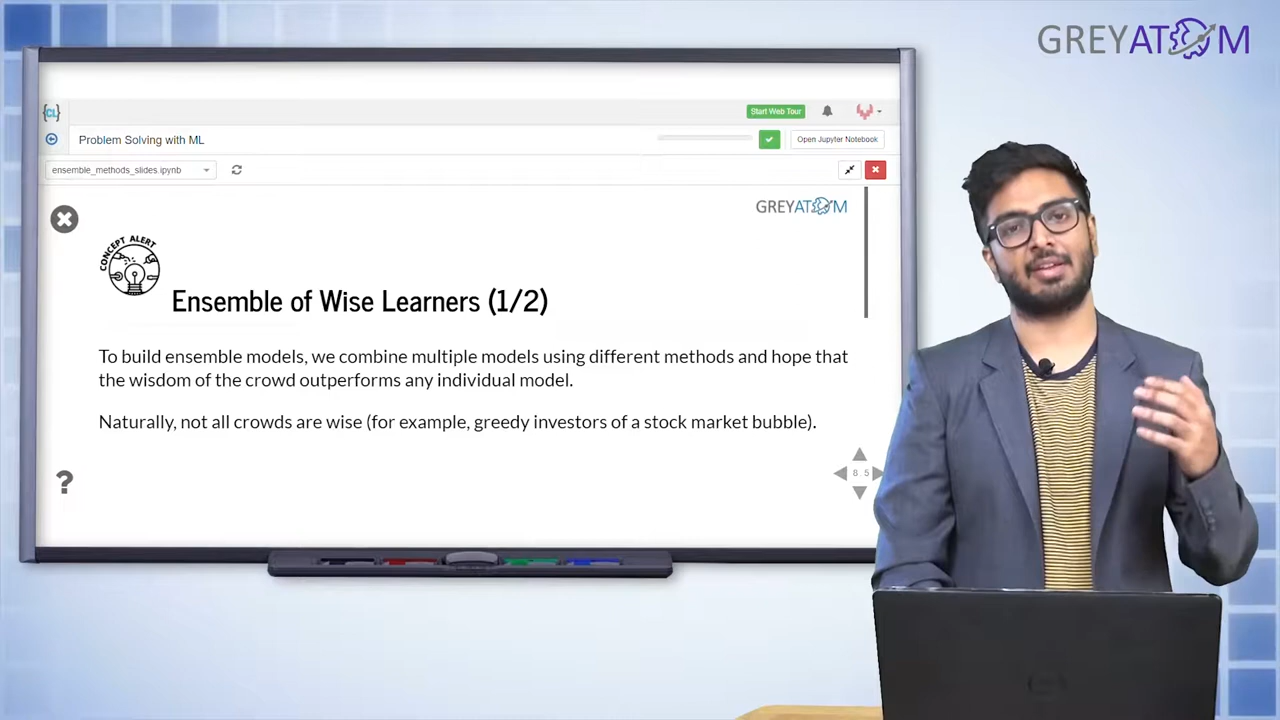 GREYATOM
{CL}
Start Web Tour
Problem Solving with ML
Open Jupyter Notebook
ensemble_methods_slides.ipynb
GREYATOM
CONCEPT ALERT
Ensemble of Wise Learners (1/2)
To build ensemble models, we combine multiple models using different methods and hope that
the wisdom of the crowd outperforms any individual model.
Naturally, not all crowds are wise (for example, greedy investors of a stock market bubble).
8 5
?